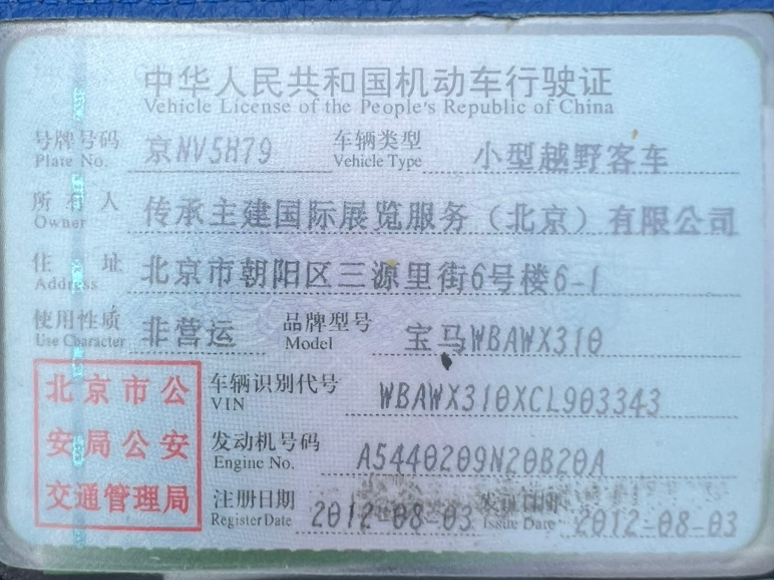 中华人民共和国机动车行驶证
Vehicle License of the People's Republic of China
号牌号码 京NV5H79 车辆类型 小型越野客车
Plate No. Vehicle Type
所有人 传承主建国际展览服务（北京）有限公司
Owner
住址 北京市朝阳区三源里街6号楼6-1
Address
使用性质 非营运 品牌型号 宝马WBAWX310
Use Character Model
车辆识别代号 WBAWX310XCL903343
VIN
发动机号码 A5440209N20B20A
Engine No.
注册日期 2012-08-03 发证日期 2012-08-03
Register Date Issue Date
北京市公
安局公安
交通管理局